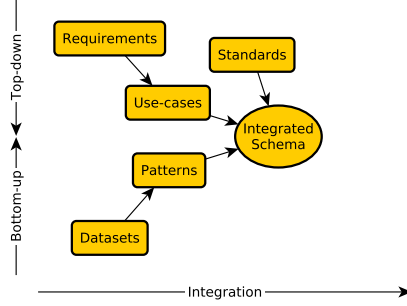 Requirements
Standards
Top-down
Use-cases
Integrated
Schema
Patterns
Bottom-up
Datasets
Integration